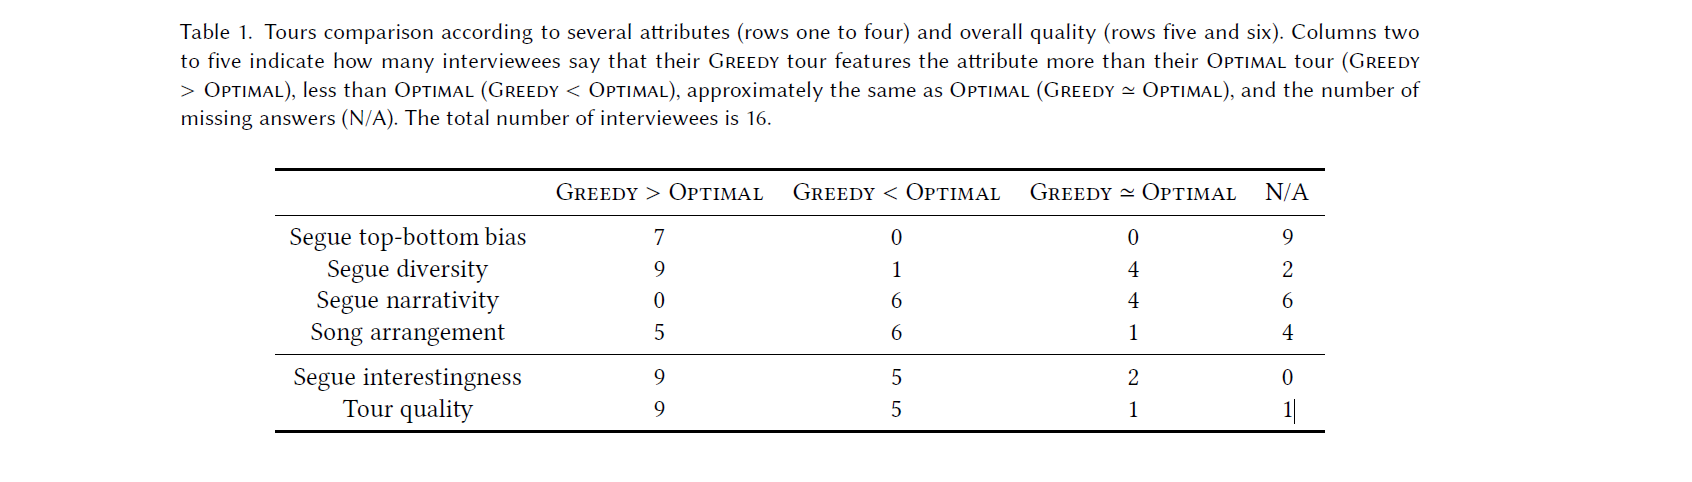 Table 1. Tours comparison according to several attributes (rows one to four) and overall quality (rows five and six). Columns two
to five indicate how many interviewees say that their GREEDY tour features the attribute more than their OPTIMAL tour (GREEDY
> OPTIMAL), less than OPTIMAL (GREEDY < OPTIMAL), approximately the same as OPTIMAL (GREEDY ≃ OPTIMAL), and the number of
missing answers (N/A). The total number of interviewees is 16.
GREEDY > OPTIMAL GREEDY < OPTIMAL GREEDY ≃ OPTIMAL N/A
Segue top-bottom bias 7 0 0 9
Segue diversity 9 1 4 2
Segue narrativity 0 6 4 6
Song arrangement 5 6 1 4
Segue interestingness 9 5 2 0
Tour quality 9 5 1 1